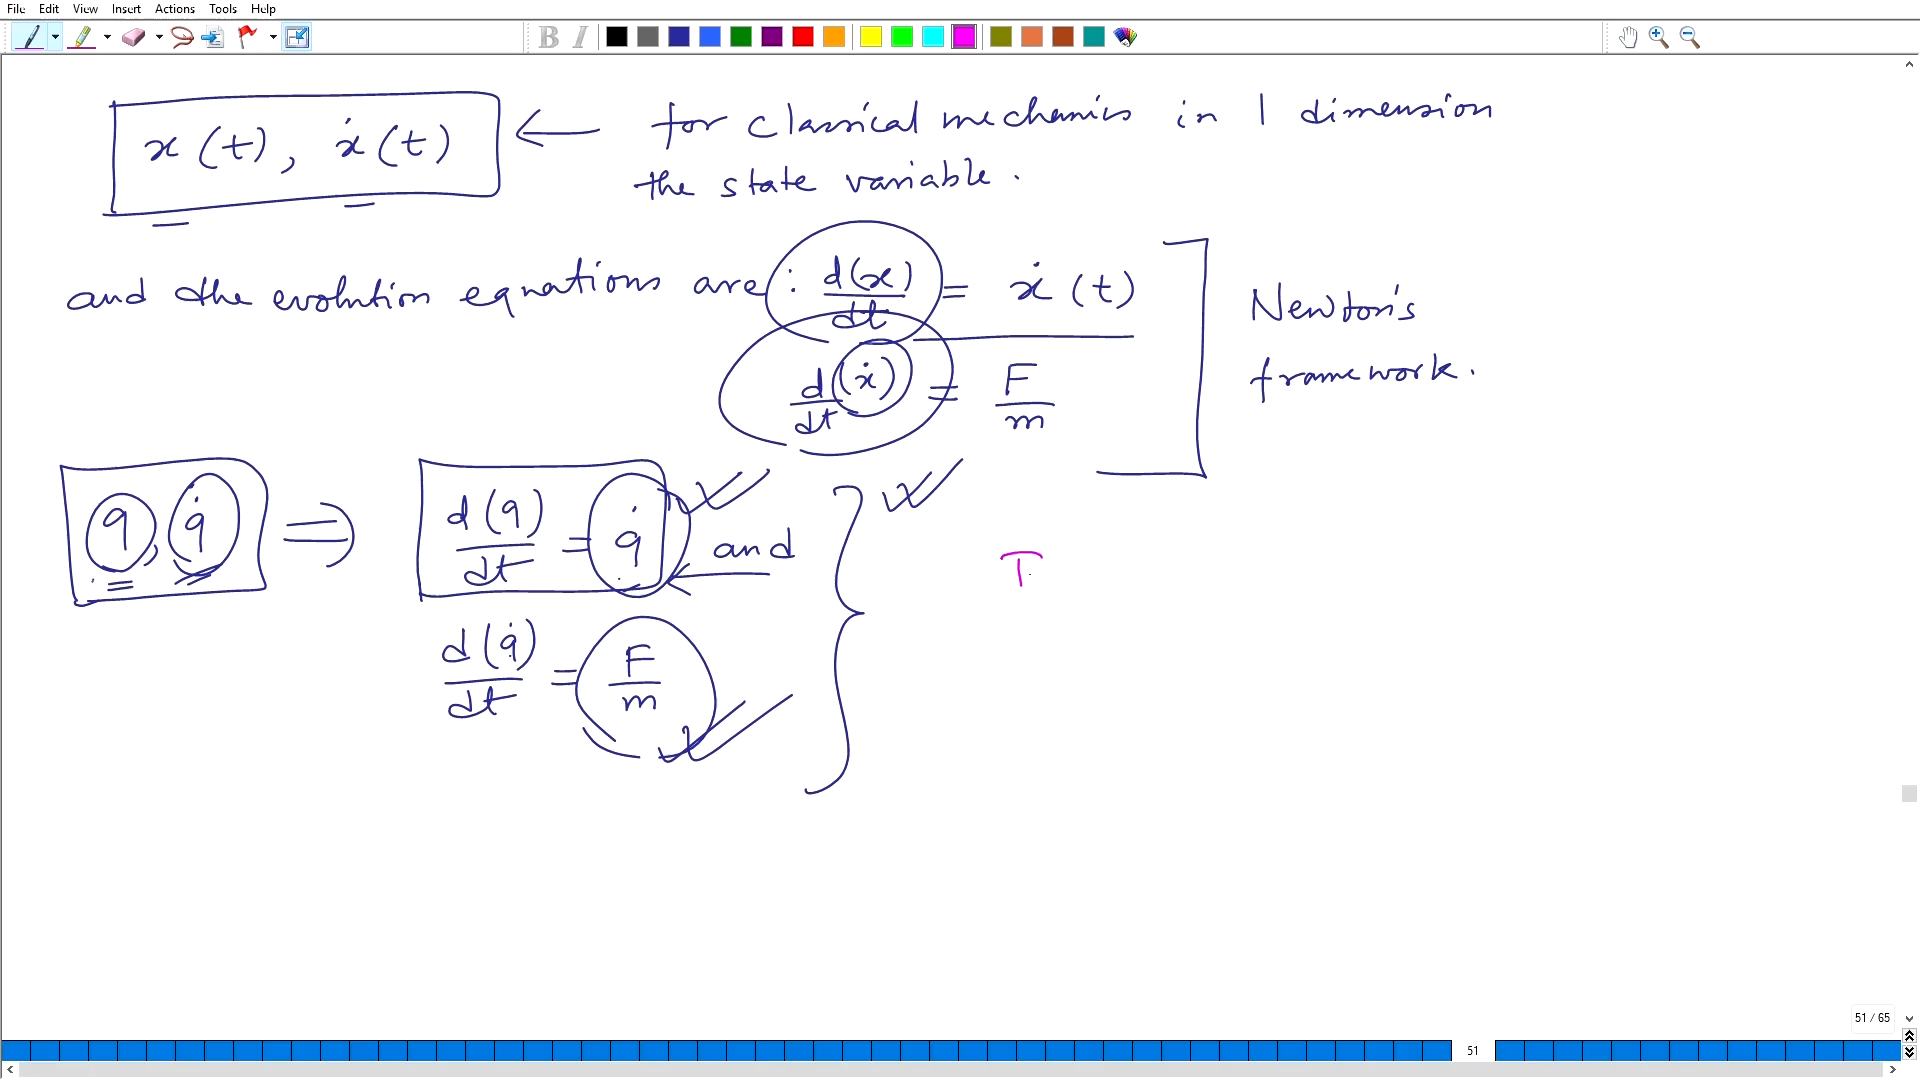 File Edit View Insert Actions Tools Help
B I
x(t), ẋ(t) ← for classical mechanics in 1 dimension
the state variable.
and the evolution equations are: d(x)/dt = ẋ(t)
d/dt(ẋ) = F/m
Newton's
framework.
q, q̇ ⇒ d(q)/dt = q̇ and
d(q̇)/dt = F/m
T
51 / 65
51